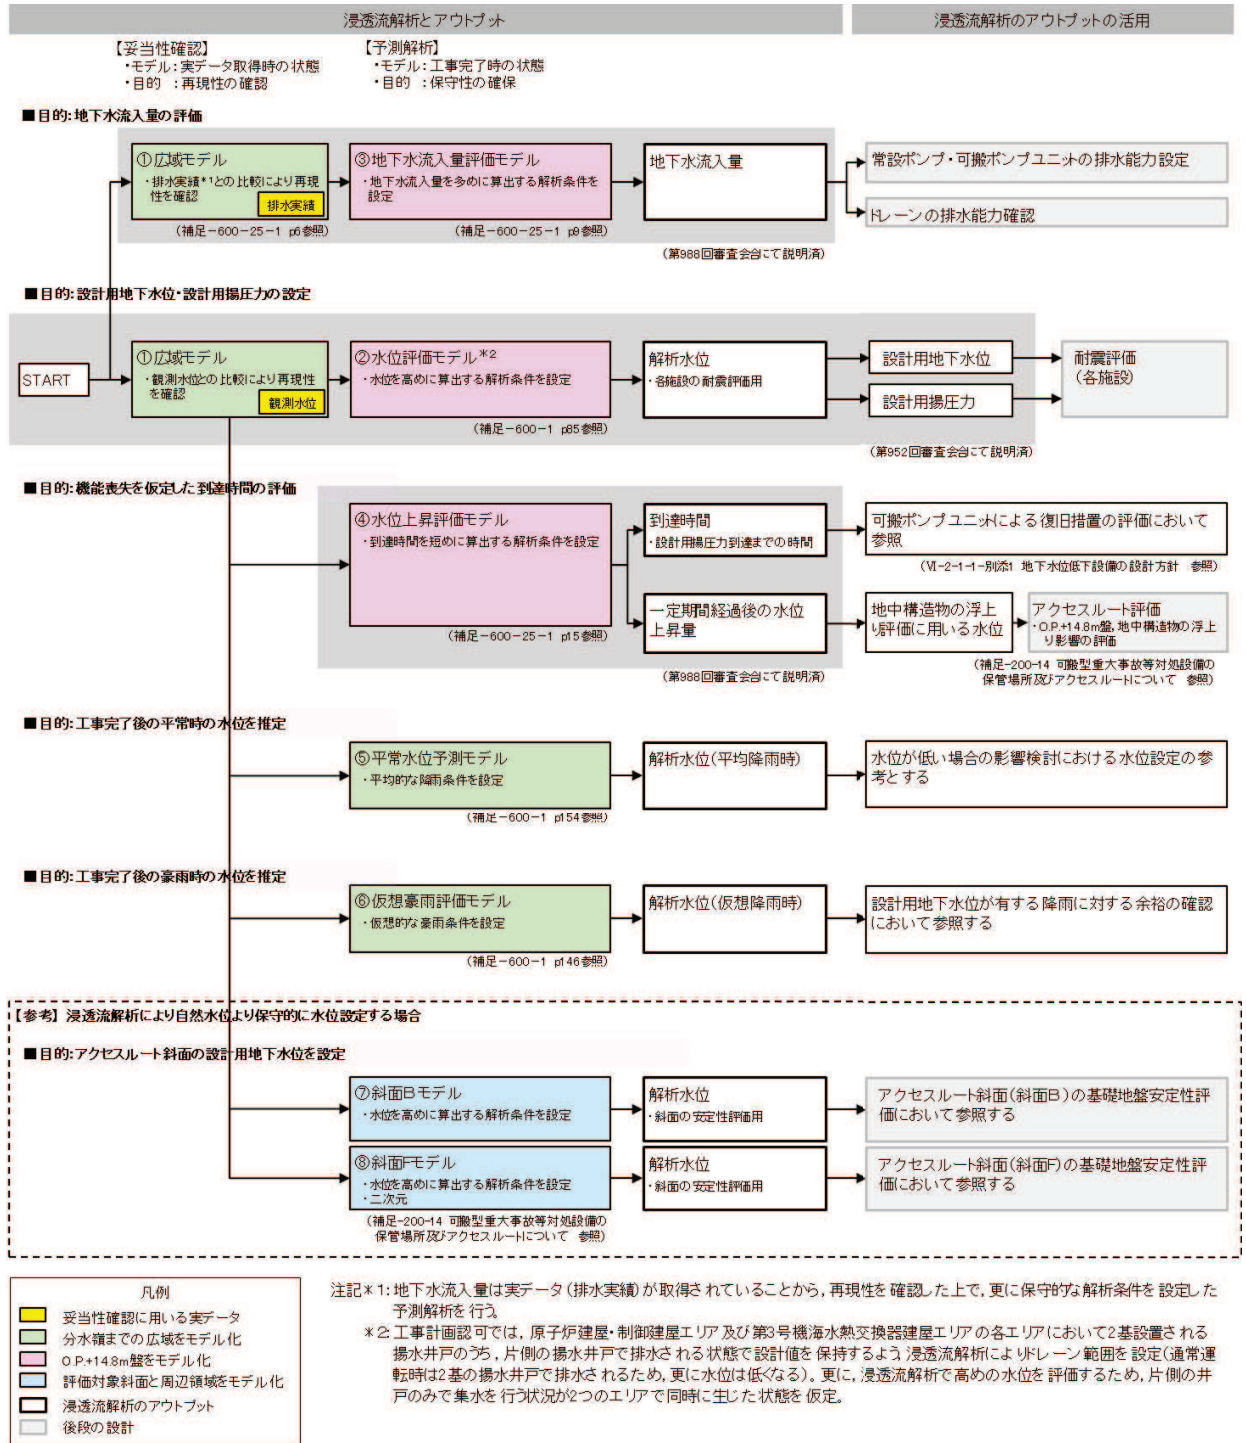 浸透流解析とアウトプット
浸透流解析のアウトプットの活用
【妥当性確認】
・モデル:実データ取得時の状態
・目的　:再現性の確認
【予測解析】
・モデル:工事完了時の状態
・目的　:保守性の確保
■目的:地下水流入量の評価
①広域モデル
・排水実績*1との比較により再現
性を確認
排水実績
(補足-600-25-1 p6参照)
③地下水流入量評価モデル
・地下水流入量を多めに算出する解析条件を
設定
(補足-600-25-1 p9参照)
地下水流入量
(第988回審査会合にて説明済)
常設ポンプ・可搬ポンプユニットの排水能力設定
ドレーンの排水能力確認
■目的:設計用地下水位・設計用揚圧力の設定
START
①広域モデル
・観測水位との比較により再現性
を確認
観測水位
②水位評価モデル*2
・水位を高めに算出する解析条件を設定
(補足-600-1 p85参照)
解析水位
・各施設の耐震評価用
設計用地下水位
設計用揚圧力
耐震評価
(各施設)
(第952回審査会合にて説明済)
■目的:機能喪失を仮定した到達時間の評価
④水位上昇評価モデル
・到達時間を短めに算出する解析条件を設定
(補足-600-25-1 p15参照)
到達時間
・設計用揚圧力到達までの時間
一定期間経過後の水位
上昇量
(第988回審査会合にて説明済)
可搬ポンプユニットによる復旧措置の評価において
参照
(Ⅵ-2-1-1-別添1 地下水位低下設備の設計方針　参照)
地中構造物の浮上
り評価に用いる水位
アクセスルート評価
・O.P.+14.8m盤,地中構造物の浮上
り影響の評価
(補足-200-14 可搬型重大事故等対処設備の
保管場所及びアクセスルートについて　参照)
■目的:工事完了後の平常時の水位を推定
⑤平常水位予測モデル
・平均的な降雨条件を設定
(補足-600-1 p154参照)
解析水位(平均降雨時)
水位が低い場合の影響検討における水位設定の参
考とする
■目的:工事完了後の豪雨時の水位を推定
⑥仮想豪雨評価モデル
・仮想的な豪雨条件を設定
(補足-600-1 p146参照)
解析水位(仮想降雨時)
設計用地下水位が有する降雨に対する余裕の確認
において参照する
【参考】浸透流解析により自然水位より保守的に水位設定する場合
■目的:アクセスルート斜面の設計用地下水位を設定
⑦斜面Bモデル
・水位を高めに算出する解析条件を設定
解析水位
・斜面の安定性評価用
アクセスルート斜面(斜面B)の基礎地盤安定性評
価において参照する
⑧斜面Fモデル
・水位を高めに算出する解析条件を設定
・二次元
(補足-200-14 可搬型重大事故等対処設備の
保管場所及びアクセスルートについて　参照)
解析水位
・斜面の安定性評価用
アクセスルート斜面(斜面F)の基礎地盤安定性評
価において参照する
凡例
妥当性確認に用いる実データ
分水嶺までの広域をモデル化
O.P.+14.8m盤をモデル化
評価対象斜面と周辺領域をモデル化
浸透流解析のアウトプット
後段の設計
注記*1:地下水流入量は実データ(排水実績)が取得されていることから,再現性を確認した上で,更に保守的な解析条件を設定した
予測解析を行う。
*2:工事計画認可では,原子炉建屋・制御建屋エリア及び第3号機海水熱交換器建屋エリアの各エリアにおいて2基設置される
揚水井戸のうち,片側の揚水井戸で排水される状態で設計値を保持するよう浸透流解析によりドレーン範囲を設定(通常運
転時は2基の揚水井戸で排水されるため,更に水位は低くなる)。更に,浸透流解析で高めの水位を評価するため,片側の井
戸のみで集水を行う状況が2つのエリアで同時に生じた状態を仮定。